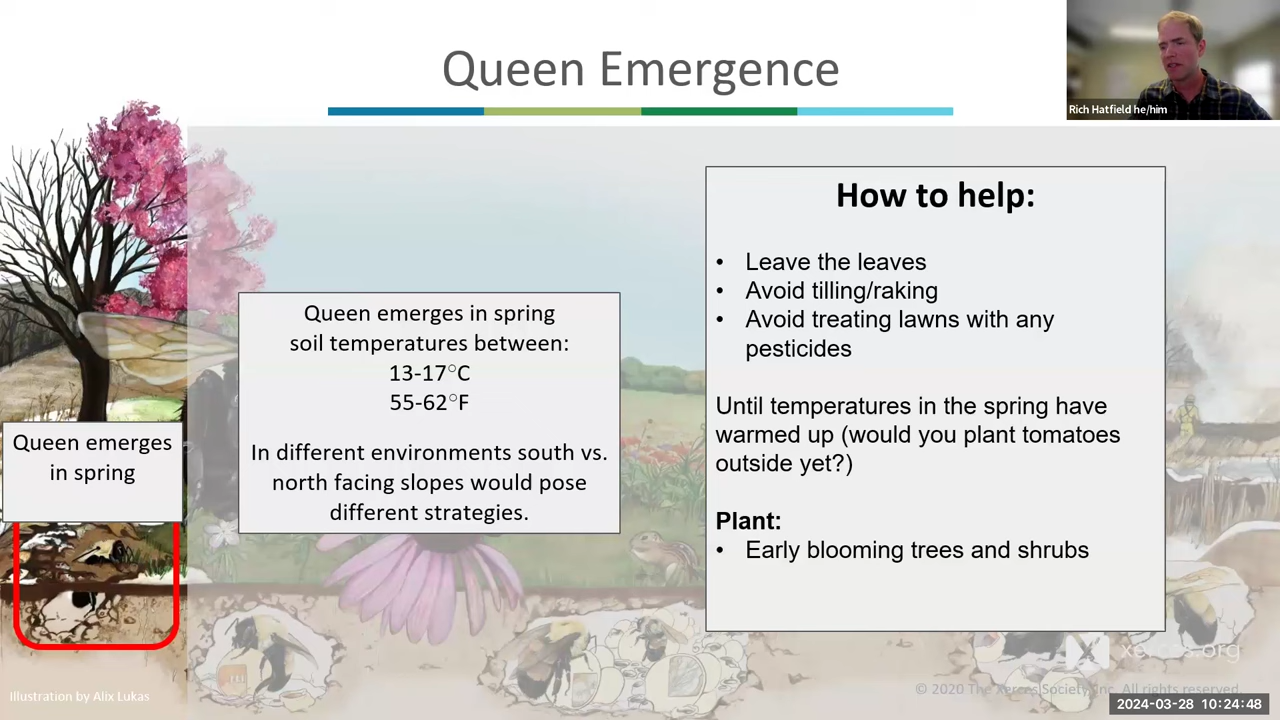 Queen Emergence
Rich Hatfield he/him
Queen emerges in spring
soil temperatures between:
13-17°C
55-62°F
In different environments south vs.
north facing slopes would pose
different strategies.
How to help:
• Leave the leaves
• Avoid tilling/raking
• Avoid treating lawns with any
pesticides
Until temperatures in the spring have
warmed up (would you plant tomatoes
outside yet?)
Plant:
• Early blooming trees and shrubs
Queen emerges
in spring
xerces.org
Illustration by Alix Lukas
© 2020 The Xerces Society, Inc. All rights reserved.
2024-03-28 10:24:48